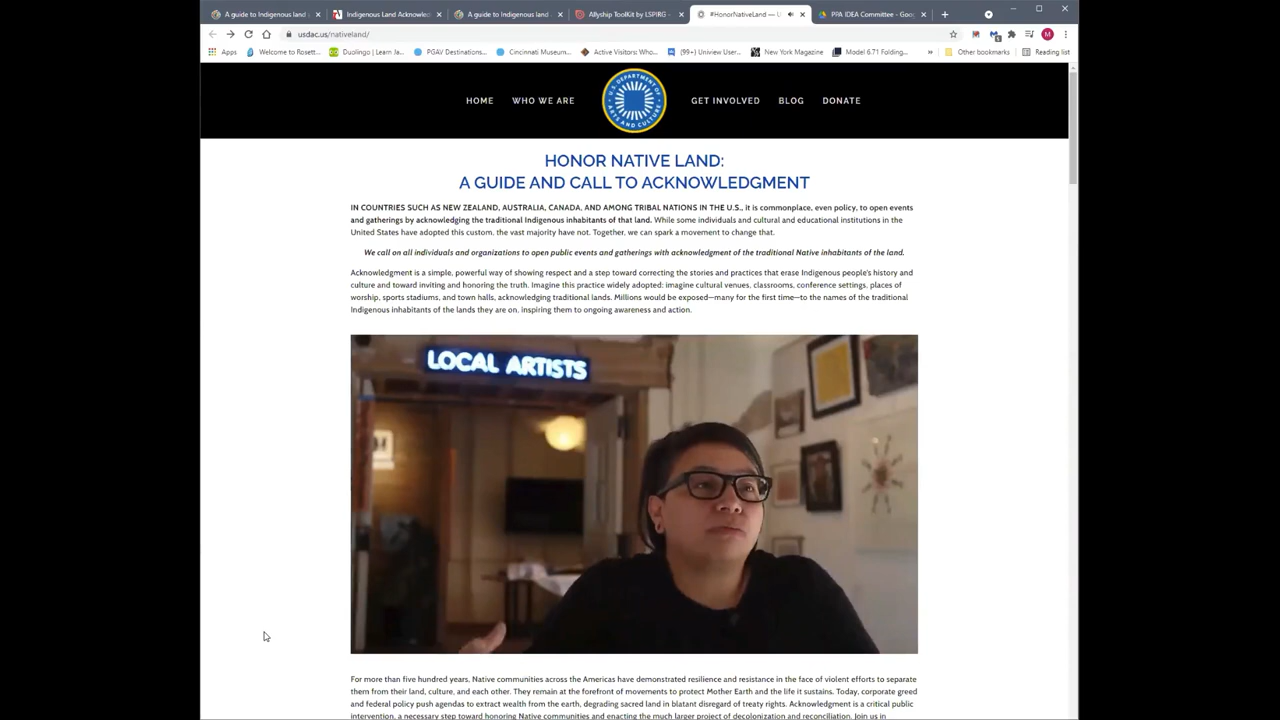 A guide to Indigenous land
Indigenous Land Acknowled
A guide to Indigenous land
Allyship ToolKit by LSPIRG -
#HonorNativeLand — U
PPA IDEA Committee - Goo
usdac.us/nativeland/
Apps
Welcome to Rosett...
Duolingo | Learn Ja...
PGAV Destinations...
Cincinnati Museum...
Active Visitors: Who...
(99+) Uniview User...
New York Magazine
Model 6.71 Folding...
Other bookmarks
Reading list
HOME WHO WE ARE
U.S. DEPARTMENT OF ARTS AND CULTURE
GET INVOLVED BLOG DONATE
HONOR NATIVE LAND:
A GUIDE AND CALL TO ACKNOWLEDGMENT
IN COUNTRIES SUCH AS NEW ZEALAND, AUSTRALIA, CANADA, AND AMONG TRIBAL NATIONS IN THE U.S., it is commonplace, even policy, to open events
and gatherings by acknowledging the traditional Indigenous inhabitants of that land. While some individuals and cultural and educational institutions in the
United States have adopted this custom, the vast majority have not. Together, we can spark a movement to change that.
We call on all individuals and organizations to open public events and gatherings with acknowledgment of the traditional Native inhabitants of the land.
Acknowledgment is a simple, powerful way of showing respect and a step toward correcting the stories and practices that erase Indigenous people's history and
culture and toward inviting and honoring the truth. Imagine this practice widely adopted: imagine cultural venues, classrooms, conference settings, places of
worship, sports stadiums, and town halls, acknowledging traditional lands. Millions would be exposed—many for the first time—to the names of the traditional
Indigenous inhabitants of the lands they are on, inspiring them to ongoing awareness and action.
LOCAL ARTISTS
For more than five hundred years, Native communities across the Americas have demonstrated resilience and resistance in the face of violent efforts to separate
them from their land, culture, and each other. They remain at the forefront of movements to protect Mother Earth and the life it sustains. Today, corporate greed
and federal policy push agendas to extract wealth from the earth, degrading sacred land in blatant disregard of treaty rights. Acknowledgment is a critical public
intervention, a necessary step toward honoring Native communities and enacting the much larger project of decolonization and reconciliation. Join us in